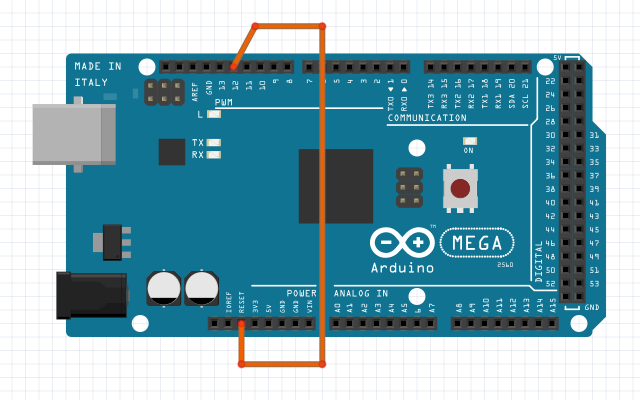 MADE IN
ITALY
AREF
GND
13
12
11
10
9
8
7
5
4
3
2
TX0 ◄ 1
RX0 ► 0
TX3 14
RX3 15
TX2 16
RX2 17
TX1 18
RX1 19
SDA 20
SCL 21
5V
PWM
L
TX
RX
COMMUNICATION
ON
22
24
26
28
30 31
32 33
34 35
36 37
38 39
40 41
42 43
44 45
46 47
48 49
50 51
52 53
GND
DIGITAL
Arduino
™
MEGA
2560
POWER
ANALOG IN
IOREF
RESET
3V3
5V
GND
GND
VIN
A0
A1
A2
A3
A4
A5
6
A7
A8
A9
A10
A11
A12
A13
A14
A15